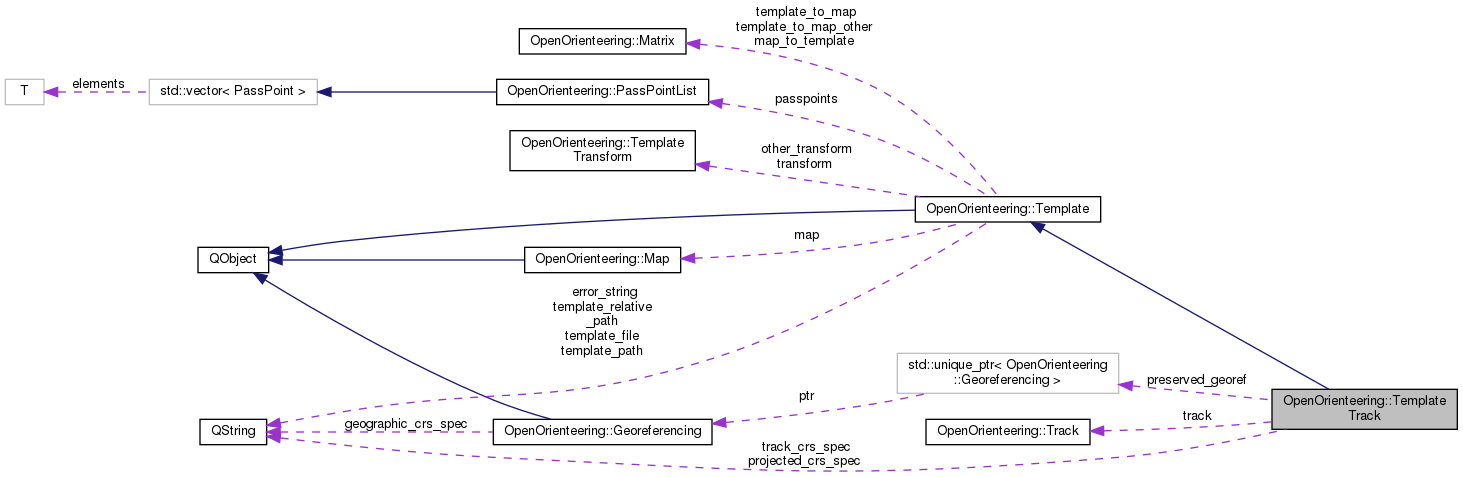 template_to_map
template_to_map_other
map_to_template
OpenOrienteering::Matrix
T
elements
std::vector< PassPoint >
OpenOrienteering::PassPointList
passpoints
OpenOrienteering::Template
Transform
other_transform
transform
OpenOrienteering::Template
QObject
OpenOrienteering::Map
map
error_string
template_relative
_path
template_file
template_path
std::unique_ptr< OpenOrienteering
::Georeferencing >
preserved_georef
ptr
OpenOrienteering::Template
Track
QString
geographic_crs_spec
OpenOrienteering::Georeferencing
OpenOrienteering::Track
track
track_crs_spec
projected_crs_spec